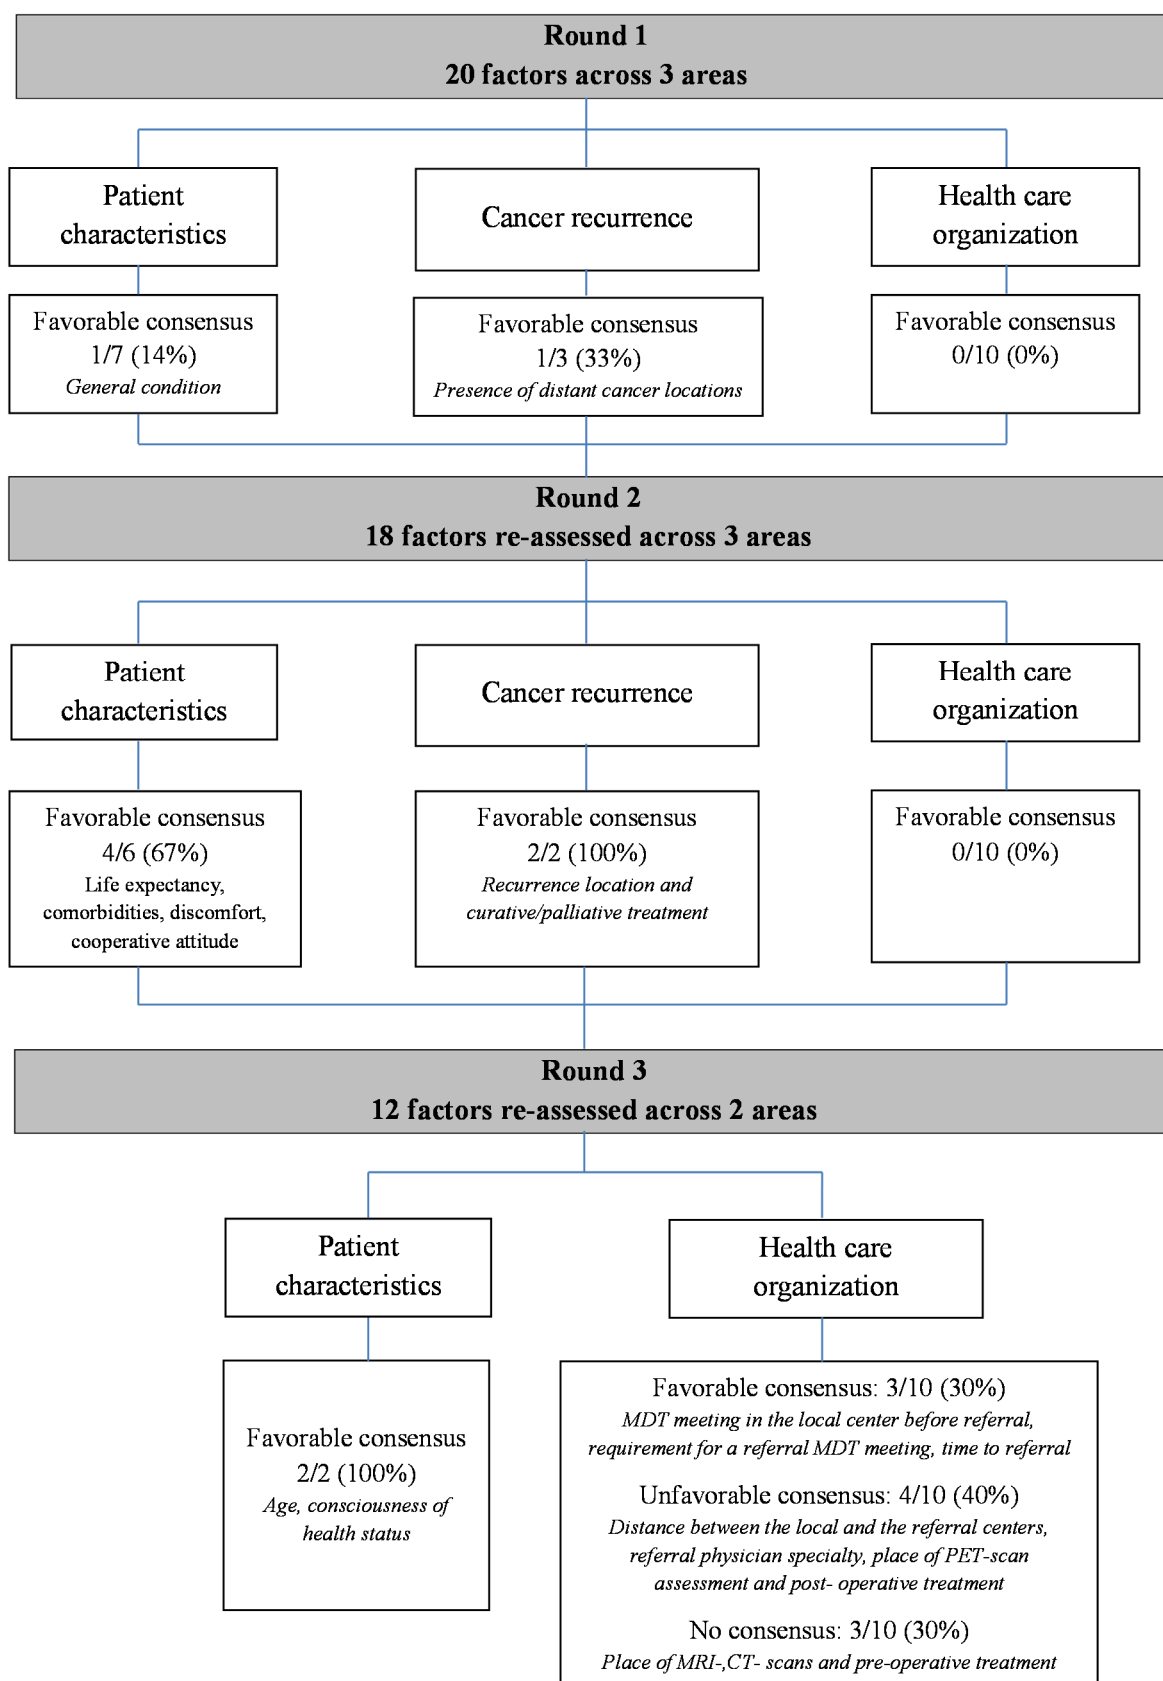 Round 1
20 factors across 3 areas
Patient
characteristics
Cancer recurrence
Health care
organization
Favorable consensus
1/7 (14%)
General condition
Favorable consensus
1/3 (33%)
Presence of distant cancer locations
Favorable consensus
0/10 (0%)
Round 2
18 factors re-assessed across 3 areas
Patient
characteristics
Cancer recurrence
Health care
organization
Favorable consensus
4/6 (67%)
Life expectancy,
comorbidities, discomfort,
cooperative attitude
Favorable consensus
2/2 (100%)
Recurrence location and
curative/palliative treatment
Favorable consensus
0/10 (0%)
Round 3
12 factors re-assessed across 2 areas
Patient
characteristics
Health care
organization
Favorable consensus
2/2 (100%)
Age, consciousness of
health status
Favorable consensus: 3/10 (30%)
MDT meeting in the local center before referral,
requirement for a referral MDT meeting, time to referral
Unfavorable consensus: 4/10 (40%)
Distance between the local and the referral centers,
referral physician specialty, place of PET-scan
assessment and post- operative treatment
No consensus: 3/10 (30%)
Place of MRI-,CT- scans and pre-operative treatment